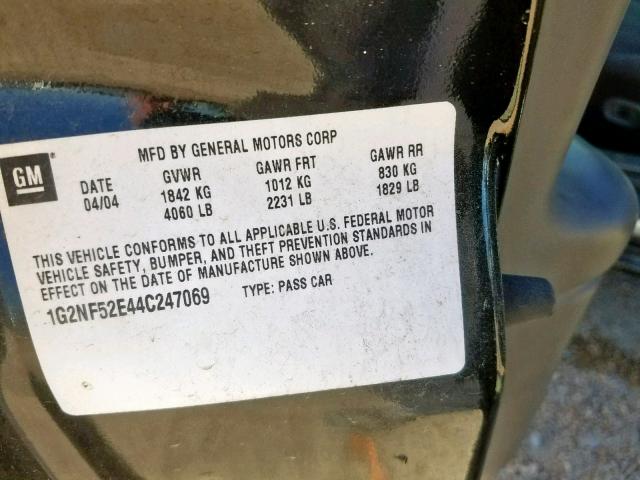 MFD BY GENERAL MOTORS CORP
GM
DATE GVWR GAWR FRT GAWR RR
04/04 1842 KG 1012 KG 830 KG
4060 LB 2231 LB 1829 LB
THIS VEHICLE CONFORMS TO ALL APPLICABLE U.S. FEDERAL MOTOR
VEHICLE SAFETY, BUMPER, AND THEFT PREVENTION STANDARDS IN
EFFECT ON THE DATE OF MANUFACTURE SHOWN ABOVE.
1G2NF52E44C247069 TYPE: PASS CAR